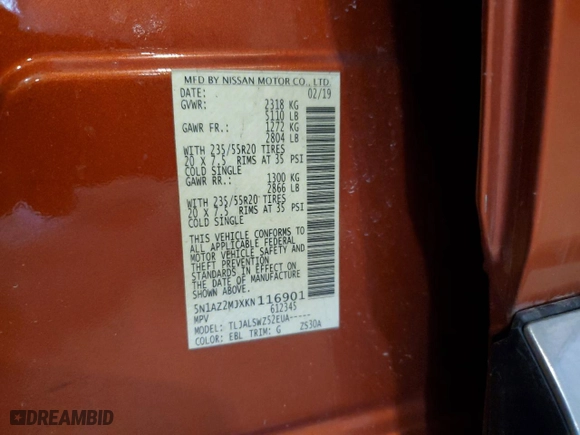 MFD BY NISSAN MOTOR CO., LTD.
DATE: 02/19
GVWR: 2318 KG
5110 LB
GAWR FR.: 1272 KG
2804 LB
WITH 235/55R20 TIRES
20 X 7.5 RIMS AT 35 PSI
COLD SINGLE
GAWR RR.: 1300 KG
2866 LB
WITH 235/55R20 TIRES
20 X 7.5 RIMS AT 35 PSI
COLD SINGLE
THIS VEHICLE CONFORMS TO
ALL APPLICABLE FEDERAL
MOTOR VEHICLE SAFETY AND
THEFT PREVENTION
STANDARDS IN EFFECT ON
THE DATE OF MANUFACTURE
SHOWN ABOVE.
5N1AZ2MJXKN116901
MPV 612345
MODEL: TLJALSWZ52EUA-----
COLOR: EBL TRIM: G ZS30A
DREAMBID